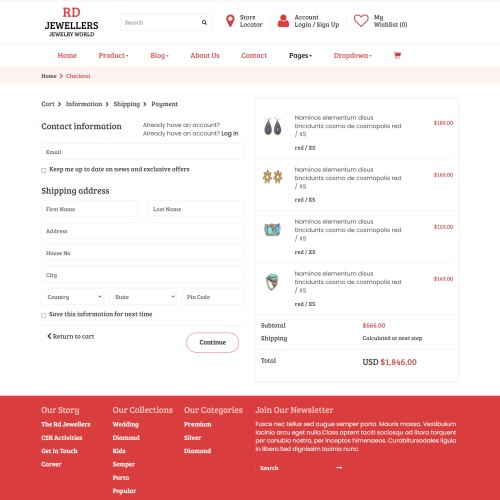 RD
JEWELLERS
JEWELRY WORLD
Search
Store
Locator
Account
Login / Sign Up
My
Wishlist (0)
Home
Product
Blog
About Us
Contact
Pages
Dropdown
Home > Checkout
Cart > Information > Shipping > Payment
Contact information
Already have an account?
Already have an account? Log in
Email
Keep me up to date on news and exclusive offers
Shipping address
First Name
Last Name
Address
House No
City
Country
State
Pin Code
Save this information for next time
Return to cart
Continue
Naminos elementum disus
tincidunts cosmo de cosmopolis red
/ XS
$189.00
red / XS
Naminos elementum disus
tincidunts cosmo de cosmopolis red
/ XS
$169.00
red / XS
Naminos elementum disus
tincidunts cosmo de cosmopolis red
/ XS
$159.00
red / XS
Naminos elementum disus
tincidunts cosmo de cosmopolis red
/ XS
$149.00
red / XS
Subtotal
$666.00
Shipping
Calculated at next step
Total
USD $1,846.00
Our Story
The Rd Jewellers
CSR Activities
Get in Touch
Career
Our Collections
Wedding
Diamond
Kids
Semper
Porta
Popular
Our Categories
Premium
Silver
Diamond
Join Our Newsletter
Fusce nec tellus sed augue semper porta. Mauris massa. Vestibulum
lacinia arcu eget nulla.Class aptent taciti sociosqu ad litora torquent
per conubia nostra, per inceptos himenaeos. Curabitursodales ligula
in libero.Sed dignissim lacinia nunc.
Search